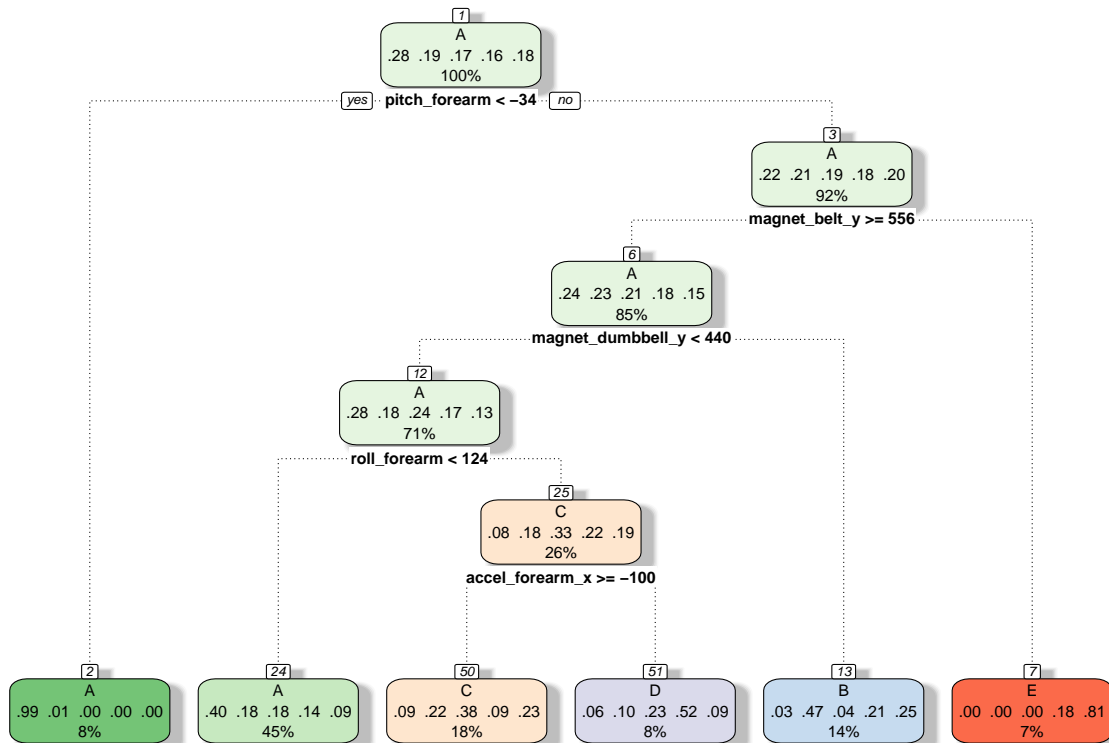 1
A
.28 .19 .17 .16 .18
100%
yes pitch_forearm < −34 no
3
A
.22 .21 .19 .18 .20
92%
magnet_belt_y >= 556
6
A
.24 .23 .21 .18 .15
85%
magnet_dumbbell_y < 440
12
A
.28 .18 .24 .17 .13
71%
roll_forearm < 124
25
C
.08 .18 .33 .22 .19
26%
accel_forearm_x >= −100
2
A
.99 .01 .00 .00 .00
8%
24
A
.40 .18 .18 .14 .09
45%
50
C
.09 .22 .38 .09 .23
18%
51
D
.06 .10 .23 .52 .09
8%
13
B
.03 .47 .04 .21 .25
14%
7
E
.00 .00 .00 .18 .81
7%